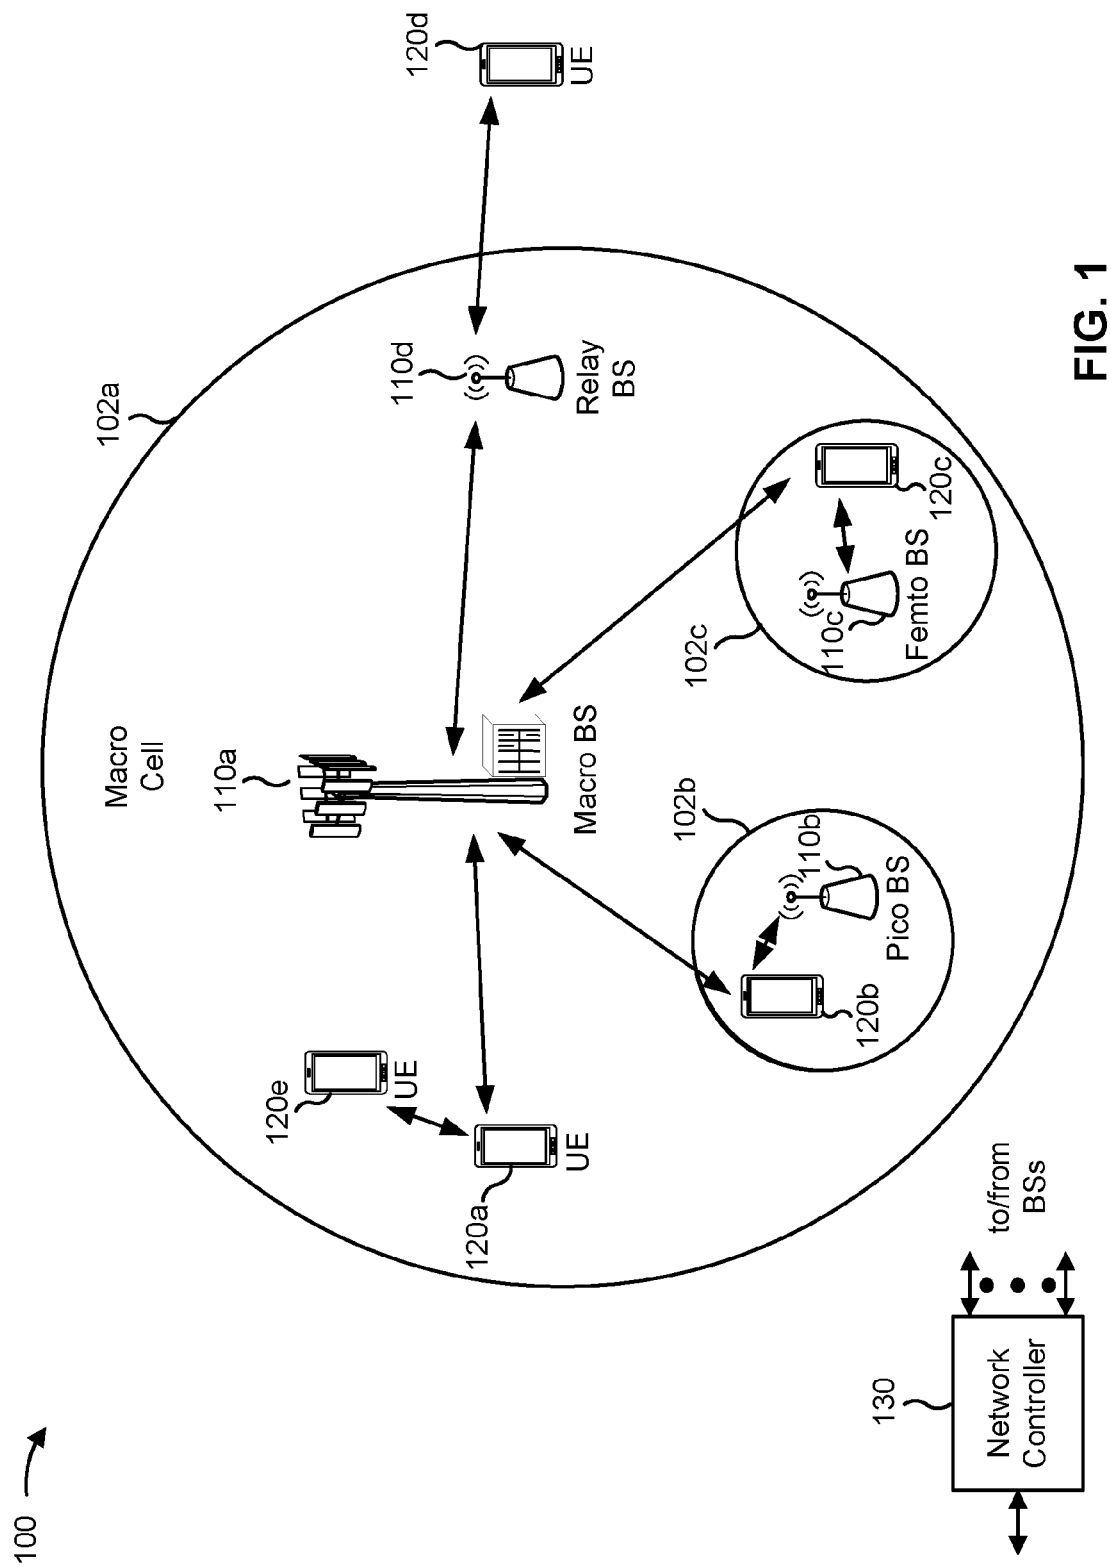 100
102a
Macro
Cell
110a
120e
110d
120d
UE
120a
UE
Macro BS
Relay
BS
UE
102b
102c
110b
110c
120b
130
Pico BS
Femto BS
120c
Network
Controller
to/from
BSs
FIG. 1